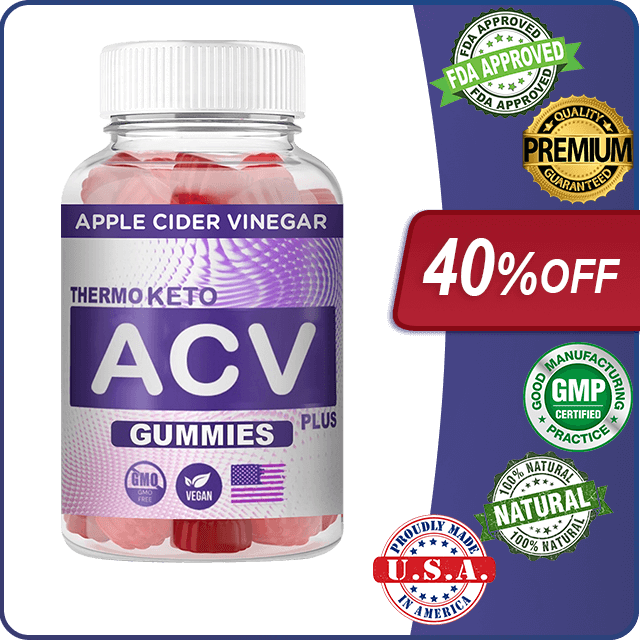 APPLE CIDER VINEGAR
THERMO KETO
ACV
PLUS
GUMMIES
GMO
GMO
FREE
VEGAN
FDA APPROVED
FDA APPROVED
FDA APPROVED
QUALITY
PREMIUM
GUARANTEED
40%OFF
GOOD MANUFACTURING
GMP
CERTIFIED
PRACTICE
100% NATURAL
NATURAL
100% NATURAL
PROUDLY MADE
U.S.A.
IN AMERICA